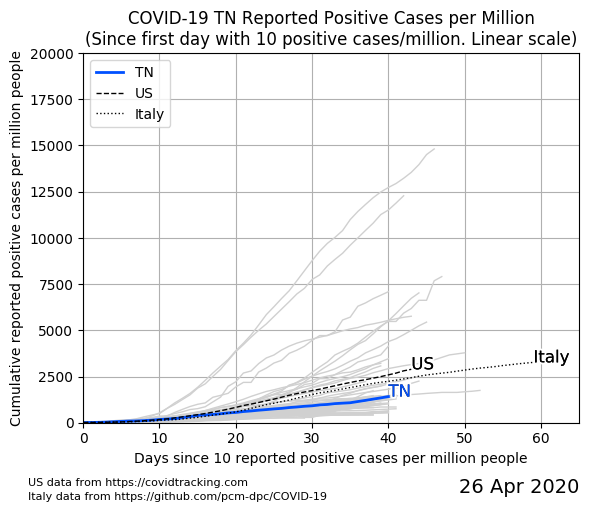 COVID-19 TN Reported Positive Cases per Million
(Since first day with 10 positive cases/million. Linear scale)
Cumulative reported positive cases per million people
20000
17500
15000
12500
10000
7500
5000
2500
0
TN
US
Italy
US
Italy
TN
0 10 20 30 40 50 60
Days since 10 reported positive cases per million people
US data from https://covidtracking.com
Italy data from https://github.com/pcm-dpc/COVID-19
26 Apr 2020